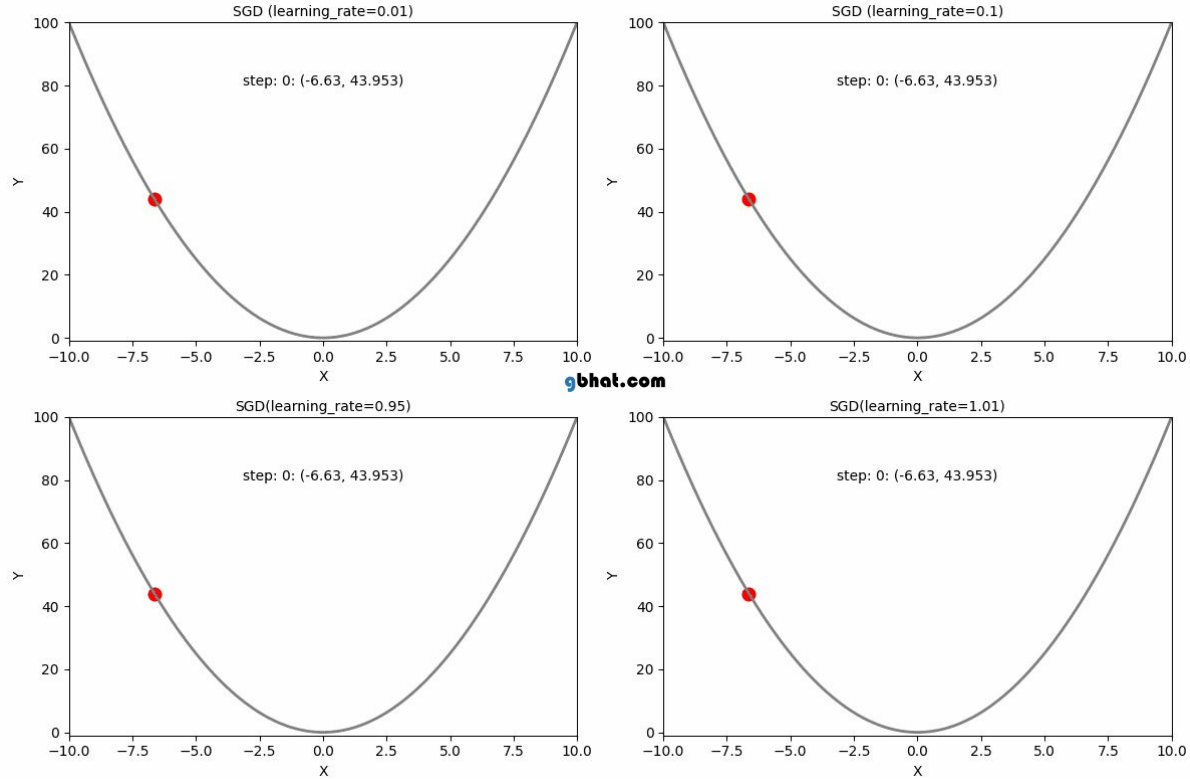 SGD (learning_rate=0.01)
100
80
60
40
20
0
Y
step: 0: (-6.63, 43.953)
−10.0 −7.5 −5.0 −2.5 0.0 2.5 5.0 7.5 10.0
X
SGD (learning_rate=0.1)
100
80
60
40
20
0
Y
step: 0: (-6.63, 43.953)
−10.0 −7.5 −5.0 −2.5 0.0 2.5 5.0 7.5 10.0
X
gbhat.com
SGD(learning_rate=0.95)
100
80
60
40
20
0
Y
step: 0: (-6.63, 43.953)
−10.0 −7.5 −5.0 −2.5 0.0 2.5 5.0 7.5 10.0
X
SGD(learning_rate=1.01)
100
80
60
40
20
0
Y
step: 0: (-6.63, 43.953)
−10.0 −7.5 −5.0 −2.5 0.0 2.5 5.0 7.5 10.0
X